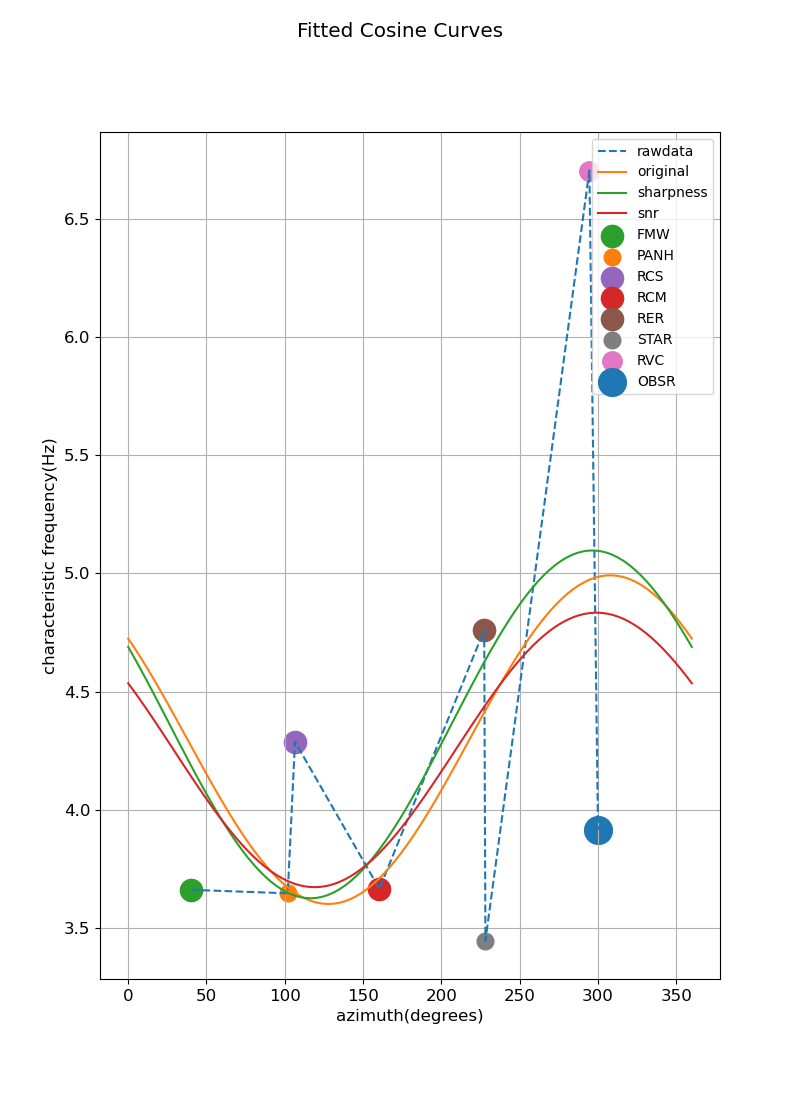 Fitted Cosine Curves
rawdata
original
sharpness
snr
FMW
PANH
RCS
RCM
RER
STAR
RVC
OBSR
6.5
6.0
5.5
5.0
4.5
4.0
3.5
characteristic frequency(Hz)
0 50 100 150 200 250 300 350
azimuth(degrees)